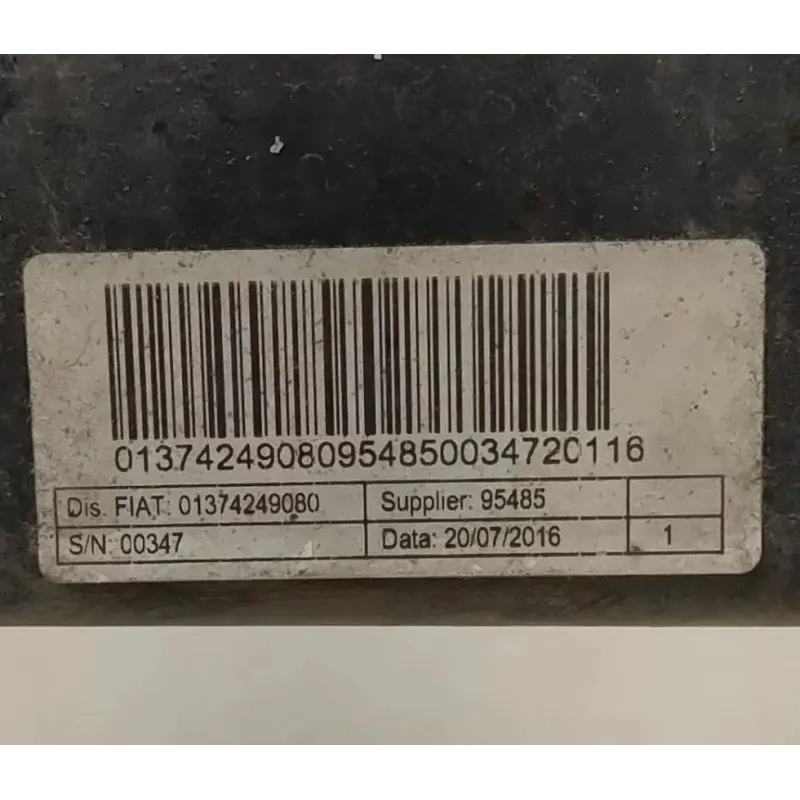 01374249080954850034720116
Dis. FIAT: 01374249080 Supplier: 95485
S/N: 00347 Data: 20/07/2016 1